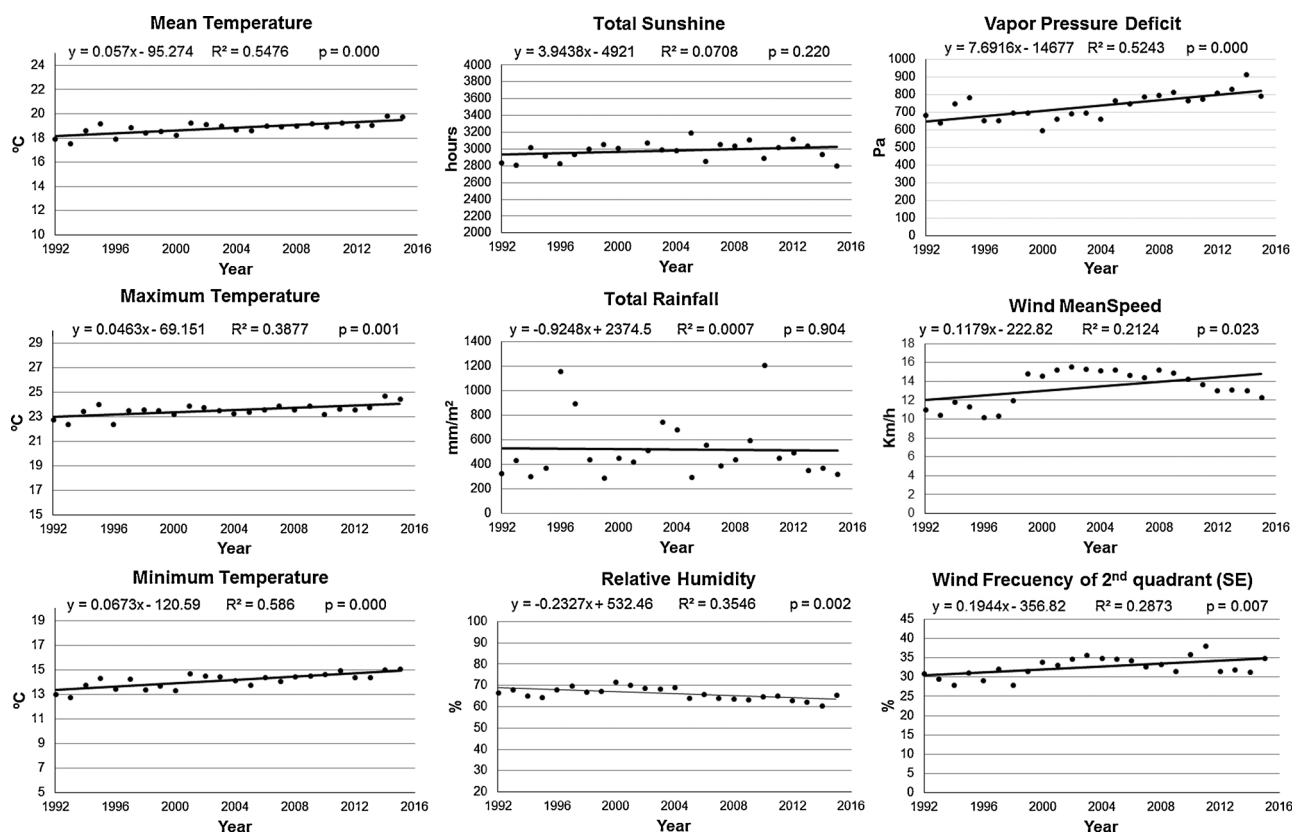 Mean Temperature
y = 0.057x - 95.274 R² = 0.5476 p = 0.000
24
22
20
18
16
14
12
10
ºC
1992 1996 2000 2004 2008 2012 2016
Year
Total Sunshine
y = 3.9438x - 4921 R² = 0.0708 p = 0.220
4000
3800
3600
3400
3200
3000
2800
2600
2400
2200
2000
hours
1992 1996 2000 2004 2008 2012 2016
Year
Vapor Pressure Deficit
y = 7.6916x - 14677 R² = 0.5243 p = 0.000
1000
900
800
700
600
500
400
300
200
100
0
Pa
1992 1996 2000 2004 2008 2012 2016
Year
Maximum Temperature
y = 0.0463x - 69.151 R² = 0.3877 p = 0.001
29
27
25
23
21
19
17
15
ºC
1992 1996 2000 2004 2008 2012 2016
Year
Total Rainfall
y = -0.9248x + 2374.5 R² = 0.0007 p = 0.904
1400
1200
1000
800
600
400
200
0
mm/m²
1992 1996 2000 2004 2008 2012 2016
Year
Wind MeanSpeed
y = 0.1179x - 222.82 R² = 0.2124 p = 0.023
18
16
14
12
10
8
6
4
2
0
Km/h
1992 1996 2000 2004 2008 2012 2016
Year
Minimum Temperature
y = 0.0673x - 120.59 R² = 0.586 p = 0.000
19
17
15
13
11
9
7
5
ºC
1992 1996 2000 2004 2008 2012 2016
Year
Relative Humidity
y = -0.2327x + 532.46 R² = 0.3546 p = 0.002
100
90
80
70
60
50
40
30
20
%
1992 1996 2000 2004 2008 2012 2016
Year
Wind Frecuency of 2nd quadrant (SE)
y = 0.1944x - 356.82 R² = 0.2873 p = 0.007
45
40
35
30
25
20
15
10
5
0
%
1992 1996 2000 2004 2008 2012 2016
Year